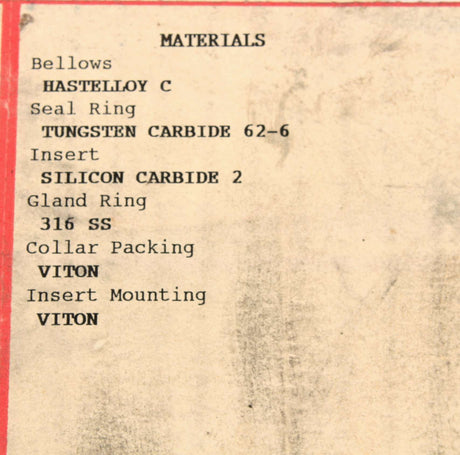 MATERIALS
Bellows
HASTELLOY C
Seal Ring
TUNGSTEN CARBIDE 62-6
Insert
SILICON CARBIDE 2
Gland Ring
316 SS
Collar Packing
VITON
Insert Mounting
VITON